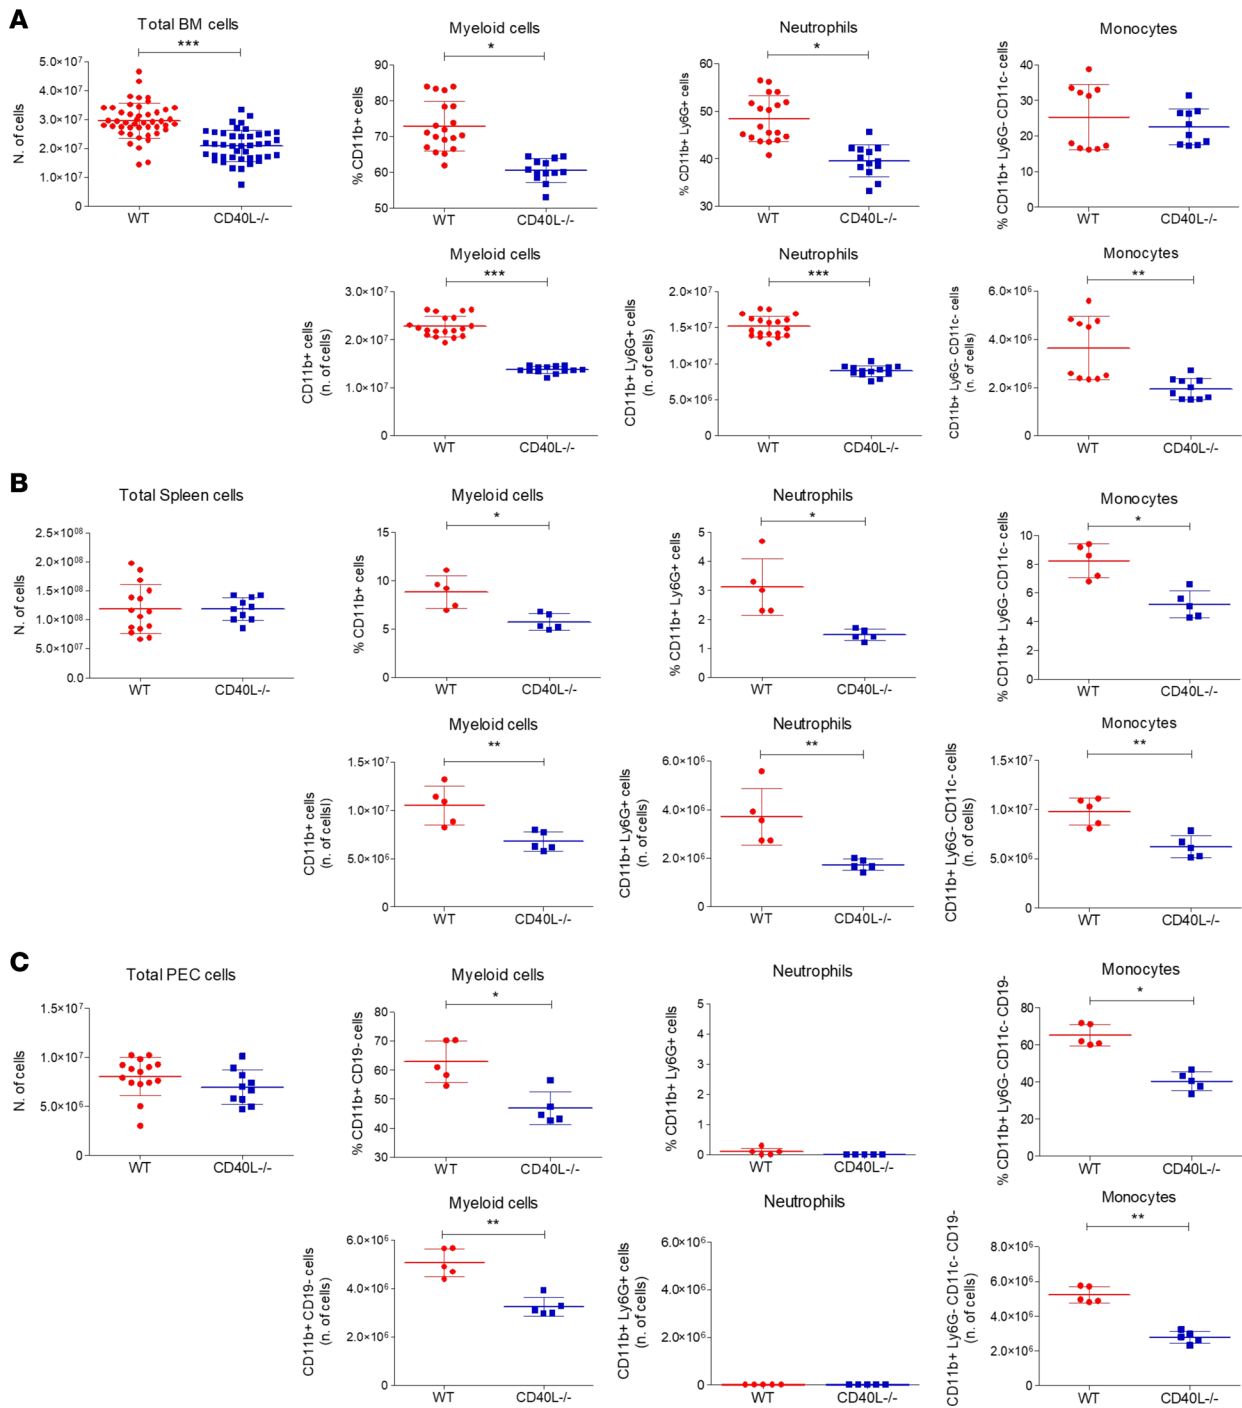 A
Total BM cells
***
N. of cells
5.0×10⁷
4.0×10⁷
3.0×10⁷
2.0×10⁷
1.0×10⁷
0
WT
CD40L-/-
Myeloid cells
*
% CD11b+ cells
90
80
70
60
50
WT
CD40L-/-
Neutrophils
*
% CD11b+ Ly6G+ cells
60
50
40
30
WT
CD40L-/-
Monocytes
% CD11b+ Ly6G- CD11c- cells
40
30
20
10
0
WT
CD40L-/-
Myeloid cells
***
CD11b+ cells
(n. of cells)
3.0×10⁷
2.0×10⁷
1.0×10⁷
0
WT
CD40L-/-
Neutrophils
***
CD11b+ Ly6G+ cells
(n. of cells)
2.0×10⁷
1.5×10⁷
1.0×10⁷
5.0×10⁶
0
WT
CD40L-/-
Monocytes
**
CD11b+ Ly6G- CD11c- cells
(n. of cells)
6.0×10⁶
4.0×10⁶
2.0×10⁶
0
WT
CD40L-/-
B
Total Spleen cells
N. of cells
2.5×10⁰⁸
2.0×10⁰⁸
1.5×10⁰⁸
1.0×10⁰⁸
5.0×10⁰⁷
0.0
WT
CD40L-/-
Myeloid cells
*
% CD11b+ cells
15
10
5
0
WT
CD40L-/-
Neutrophils
*
% CD11b+ Ly6G+ cells
5
4
3
2
1
0
WT
CD40L-/-
Monocytes
*
% CD11b+ Ly6G- CD11c- cells
10
8
6
4
2
0
WT
CD40L-/-
Myeloid cells
**
CD11b+ cells
(n. of cellsl)
1.5×10⁷
1.0×10⁷
5.0×10⁶
0
WT
CD40L-/-
Neutrophils
**
CD11b+ Ly6G+ cells
(n. of cells)
6.0×10⁶
4.0×10⁶
2.0×10⁶
0
WT
CD40L-/-
Monocytes
**
CD11b+ Ly6G- CD11c- cells
(n. of cells)
1.5×10⁷
1.0×10⁷
5.0×10⁶
0
WT
CD40L-/-
C
Total PEC cells
N. of cells
1.5×10⁷
1.0×10⁷
5.0×10⁶
0
WT
CD40L-/-
Myeloid cells
*
% CD11b+ CD19- cells
80
70
60
50
40
30
WT
CD40L-/-
Neutrophils
% CD11b+ Ly6G+ cells
5
4
3
2
1
0
WT
CD40L-/-
Monocytes
*
% CD11b+ Ly6G- CD11c- CD19-
80
60
40
20
0
WT
CD40L-/-
Myeloid cells
**
CD11b+ CD19- cells
(n. of cells)
6.0×10⁶
4.0×10⁶
2.0×10⁶
0
WT
CD40L-/-
Neutrophils
CD11b+ Ly6G+ cells
(n. of cells)
6.0×10⁶
4.0×10⁶
2.0×10⁶
0
WT
CD40L-/-
Monocytes
**
CD11b+ Ly6G- CD11c- CD19-
(n. of cells)
8.0×10⁶
6.0×10⁶
4.0×10⁶
2.0×10⁶
0
WT
CD40L-/-